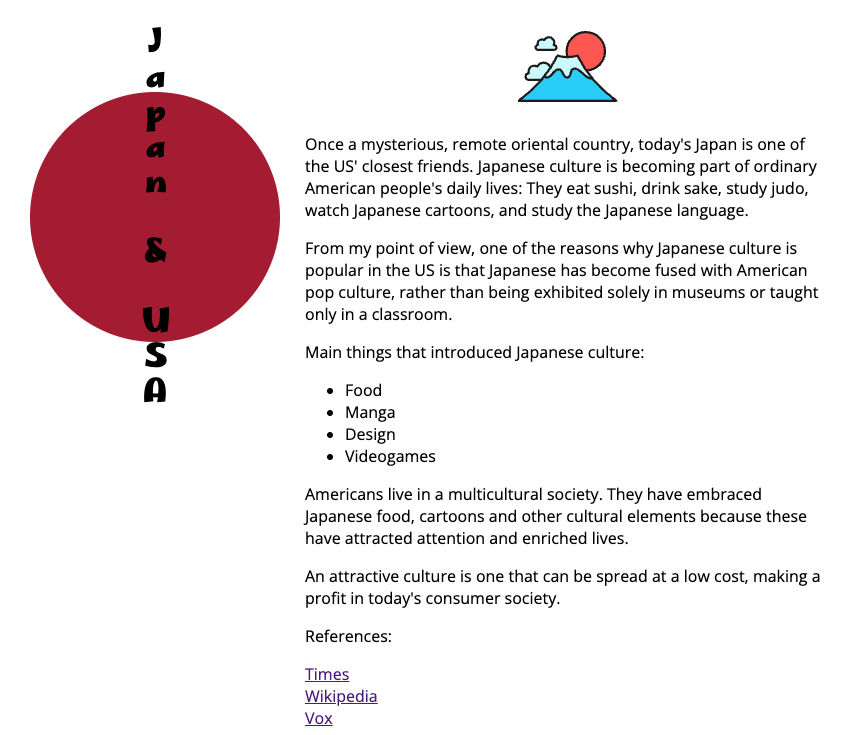 Japan & USA
Once a mysterious, remote oriental country, today's Japan is one of
the US' closest friends. Japanese culture is becoming part of ordinary
American people's daily lives: They eat sushi, drink sake, study judo,
watch Japanese cartoons, and study the Japanese language.
From my point of view, one of the reasons why Japanese culture is
popular in the US is that Japanese has become fused with American
pop culture, rather than being exhibited solely in museums or taught
only in a classroom.
Main things that introduced Japanese culture:
• Food
• Manga
• Design
• Videogames
Americans live in a multicultural society. They have embraced
Japanese food, cartoons and other cultural elements because these
have attracted attention and enriched lives.
An attractive culture is one that can be spread at a low cost, making a
profit in today's consumer society.
References:
Times
Wikipedia
Vox